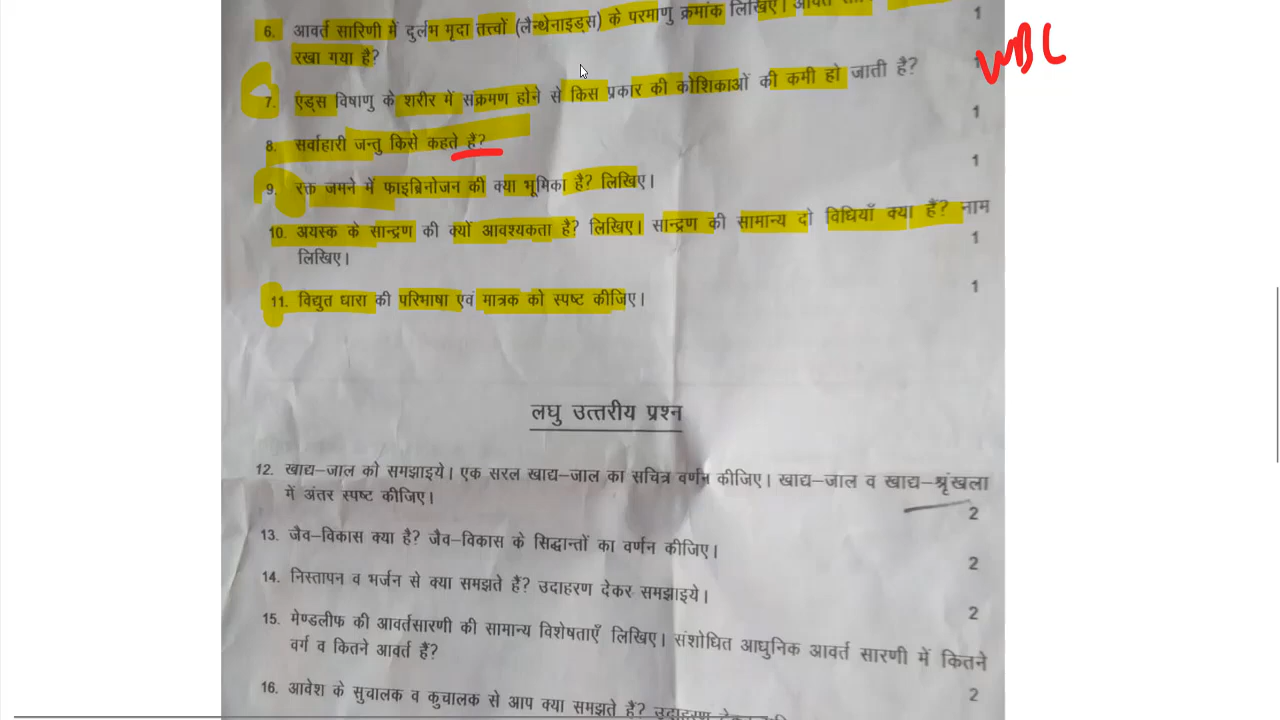 6. आवर्त सारिणी में दुर्लभ मृदा तत्त्वों (लैन्थेनाइड्स) के परमाणु क्रमांक लिखिए।
रखा गया है?
1
WBC
7. एड्स विषाणु के शरीर में संक्रमण होने से किस प्रकार की कोशिकाओं की कमी हो जाती है?
1
8. सर्वाहारी जन्तु किसे कहते हैं?
1
9. रक्त जमने में फाइब्रिनोजन की क्या भूमिका है? लिखिए।
1
10. अयस्क के सान्द्रण की क्यों आवश्यकता है? लिखिए। सान्द्रण की सामान्य दो विधियाँ क्या हैं? नाम
लिखिए।
1
11. विद्युत धारा की परिभाषा एवं मात्रक को स्पष्ट कीजिए।
1
लघु उत्तरीय प्रश्न
12. खाद्य–जाल को समझाइये। एक सरल खाद्य–जाल का सचित्र वर्णन कीजिए। खाद्य–जाल व खाद्य–श्रृंखला
में अंतर स्पष्ट कीजिए।
2
13. जैव–विकास क्या है? जैव–विकास के सिद्धान्तों का वर्णन कीजिए।
2
14. निस्तापन व भर्जन से क्या समझते हैं? उदाहरण देकर समझाइये।
2
15. मेण्डलीफ की आवर्तसारणी की सामान्य विशेषताएँ लिखिए। संशोधित आधुनिक आवर्त सारणी में कितने
वर्ग व कितने आवर्त हैं?
2
16. आवेश के सुचालक व कुचालक से आप क्या समझते हैं?